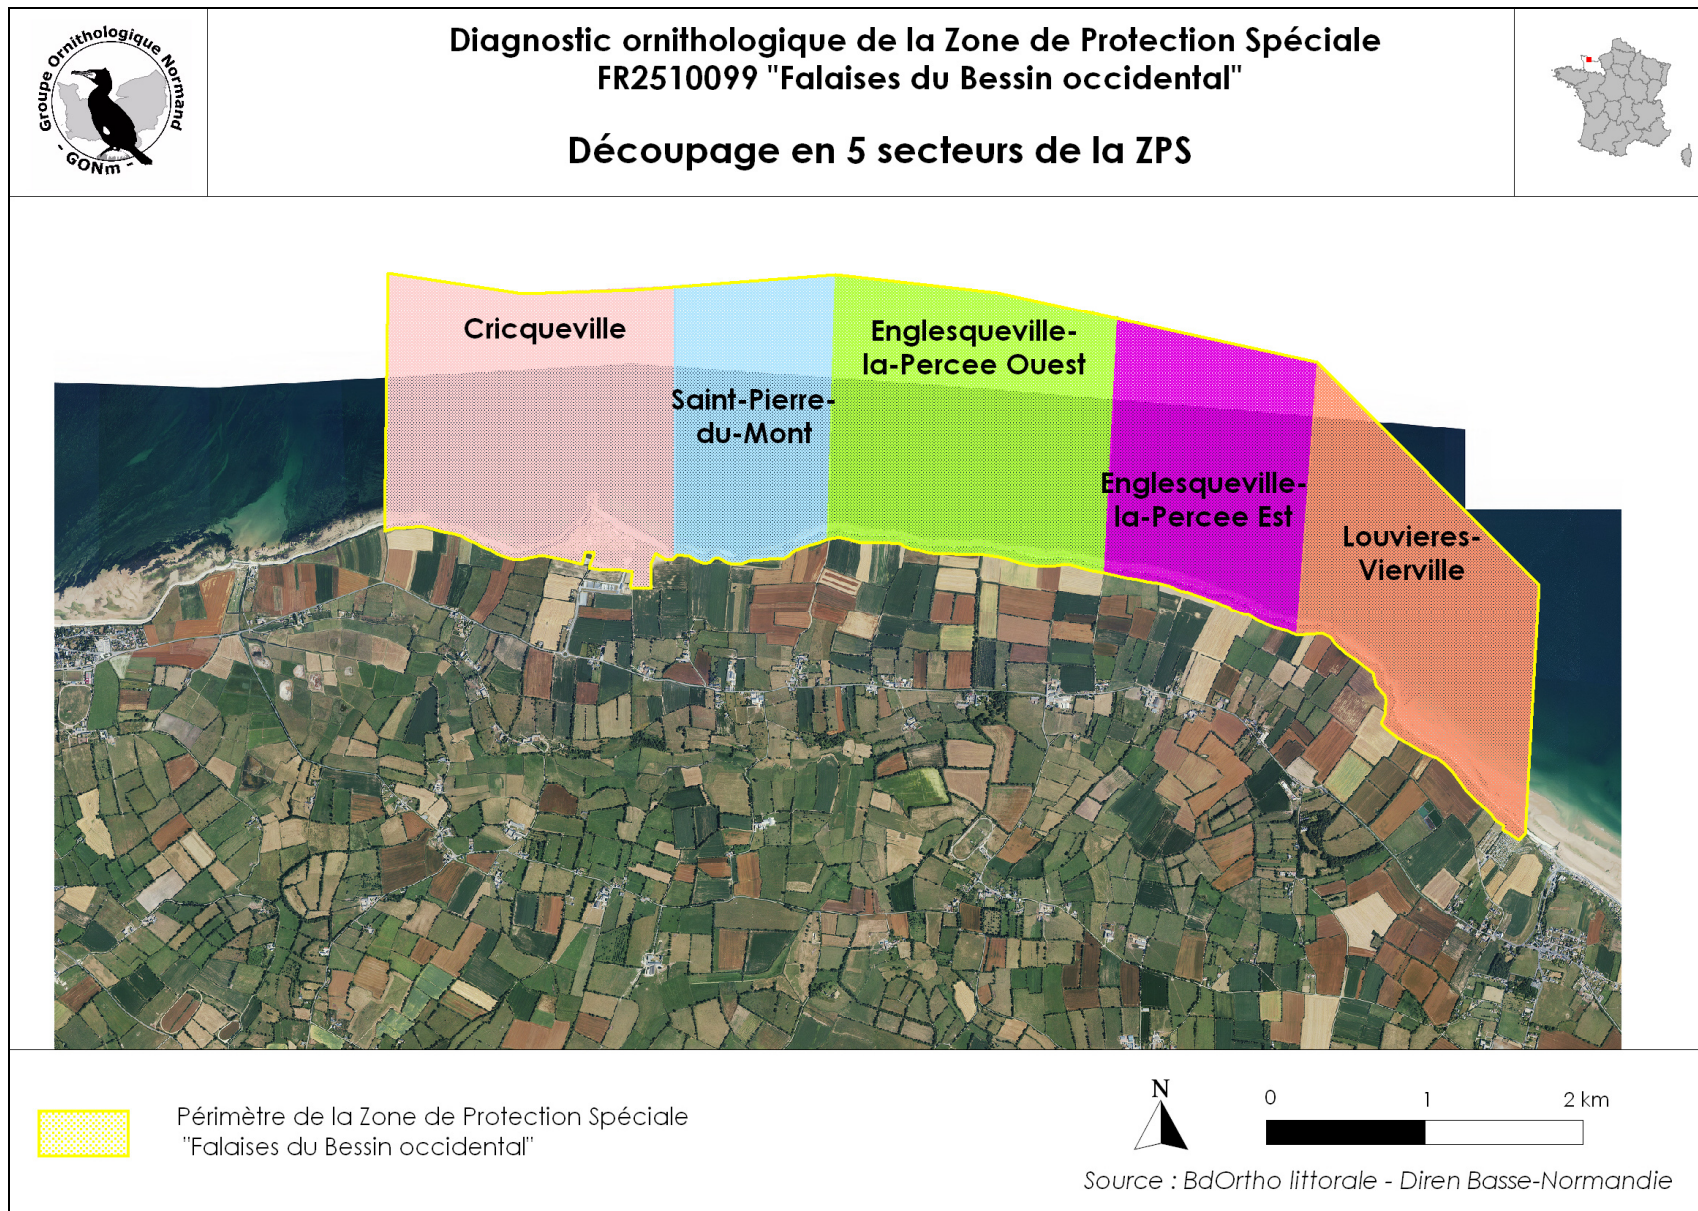 Groupe Ornithologique Normand
- GONm -
Diagnostic ornithologique de la Zone de Protection Spéciale
FR2510099 "Falaises du Bessin occidental"
Découpage en 5 secteurs de la ZPS
Cricqueville
Saint-Pierre-
du-Mont
Englesqueville-
la-Percee Ouest
Englesqueville-
la-Percee Est
Louvieres-
Vierville
Périmètre de la Zone de Protection Spéciale
"Falaises du Bessin occidental"
N
0 1 2 km
Source : BdOrtho littorale - Diren Basse-Normandie